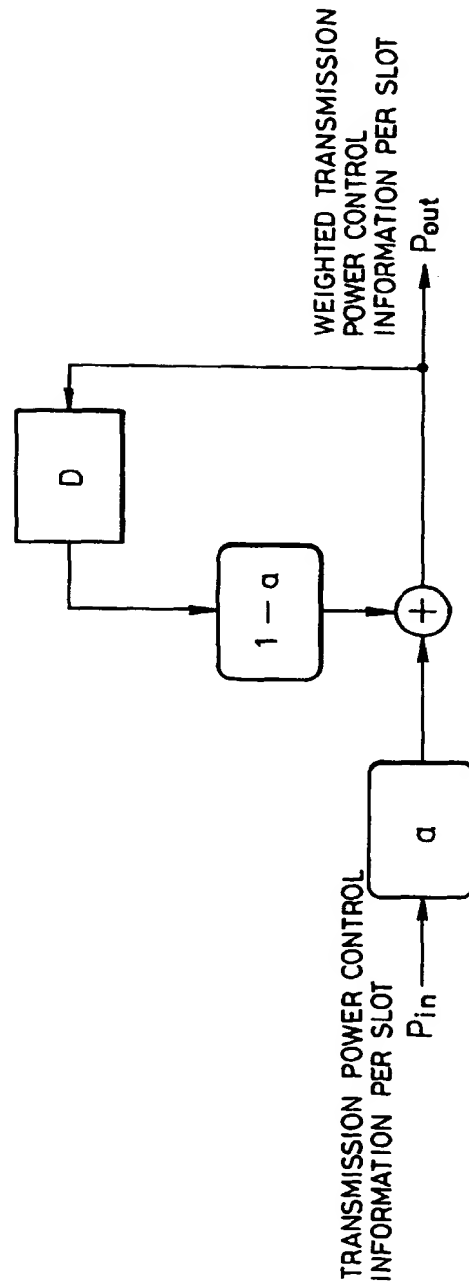 TRANSMISSION POWER CONTROL
INFORMATION PER SLOT
Pin
a
1 - a
D
WEIGHTED TRANSMISSION
POWER CONTROL
INFORMATION PER SLOT
Pout
+